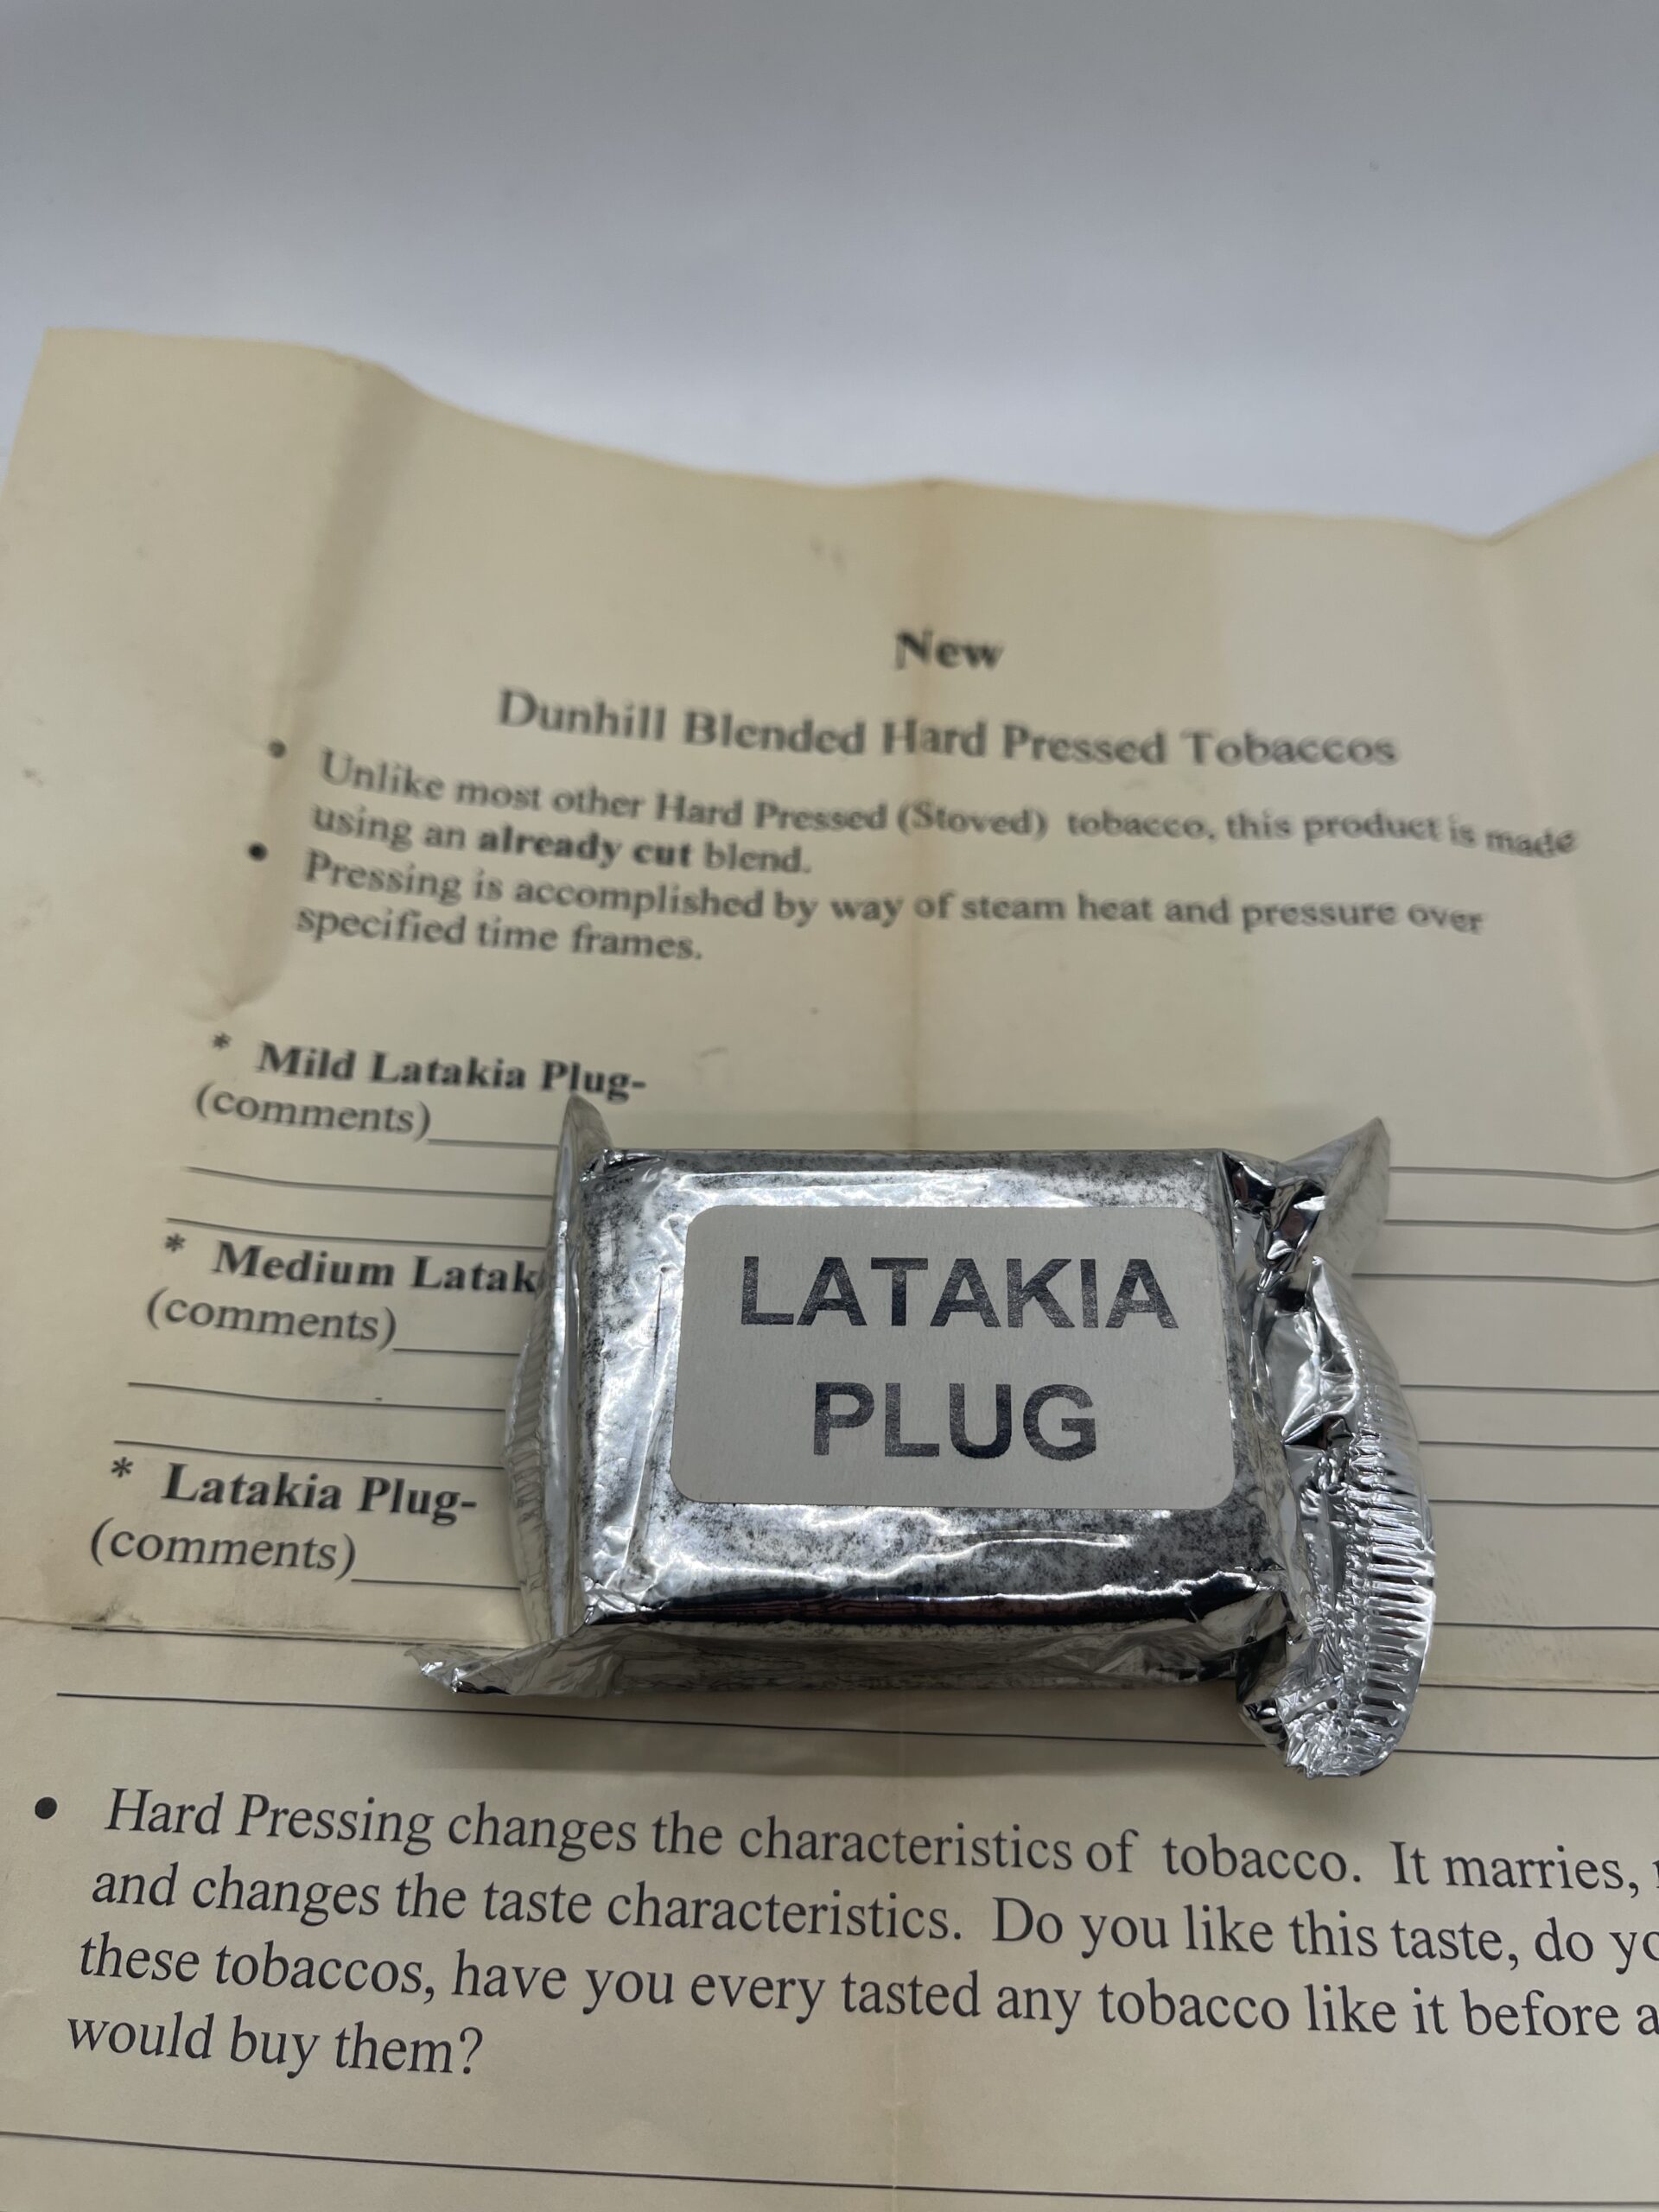 New
Dunhill Blended Hard Pressed Tobaccos
• Unlike most other Hard Pressed (Stoved) tobacco, this product is made
using an already cut blend.
• Pressing is accomplished by way of steam heat and pressure over
specified time frames.
* Mild Latakia Plug-
(comments)
* Medium Latak
(comments)
* Latakia Plug-
(comments)
LATAKIA
PLUG
• Hard Pressing changes the characteristics of tobacco. It marries,
and changes the taste characteristics. Do you like this taste, do yo
these tobaccos, have you every tasted any tobacco like it before a
would buy them?